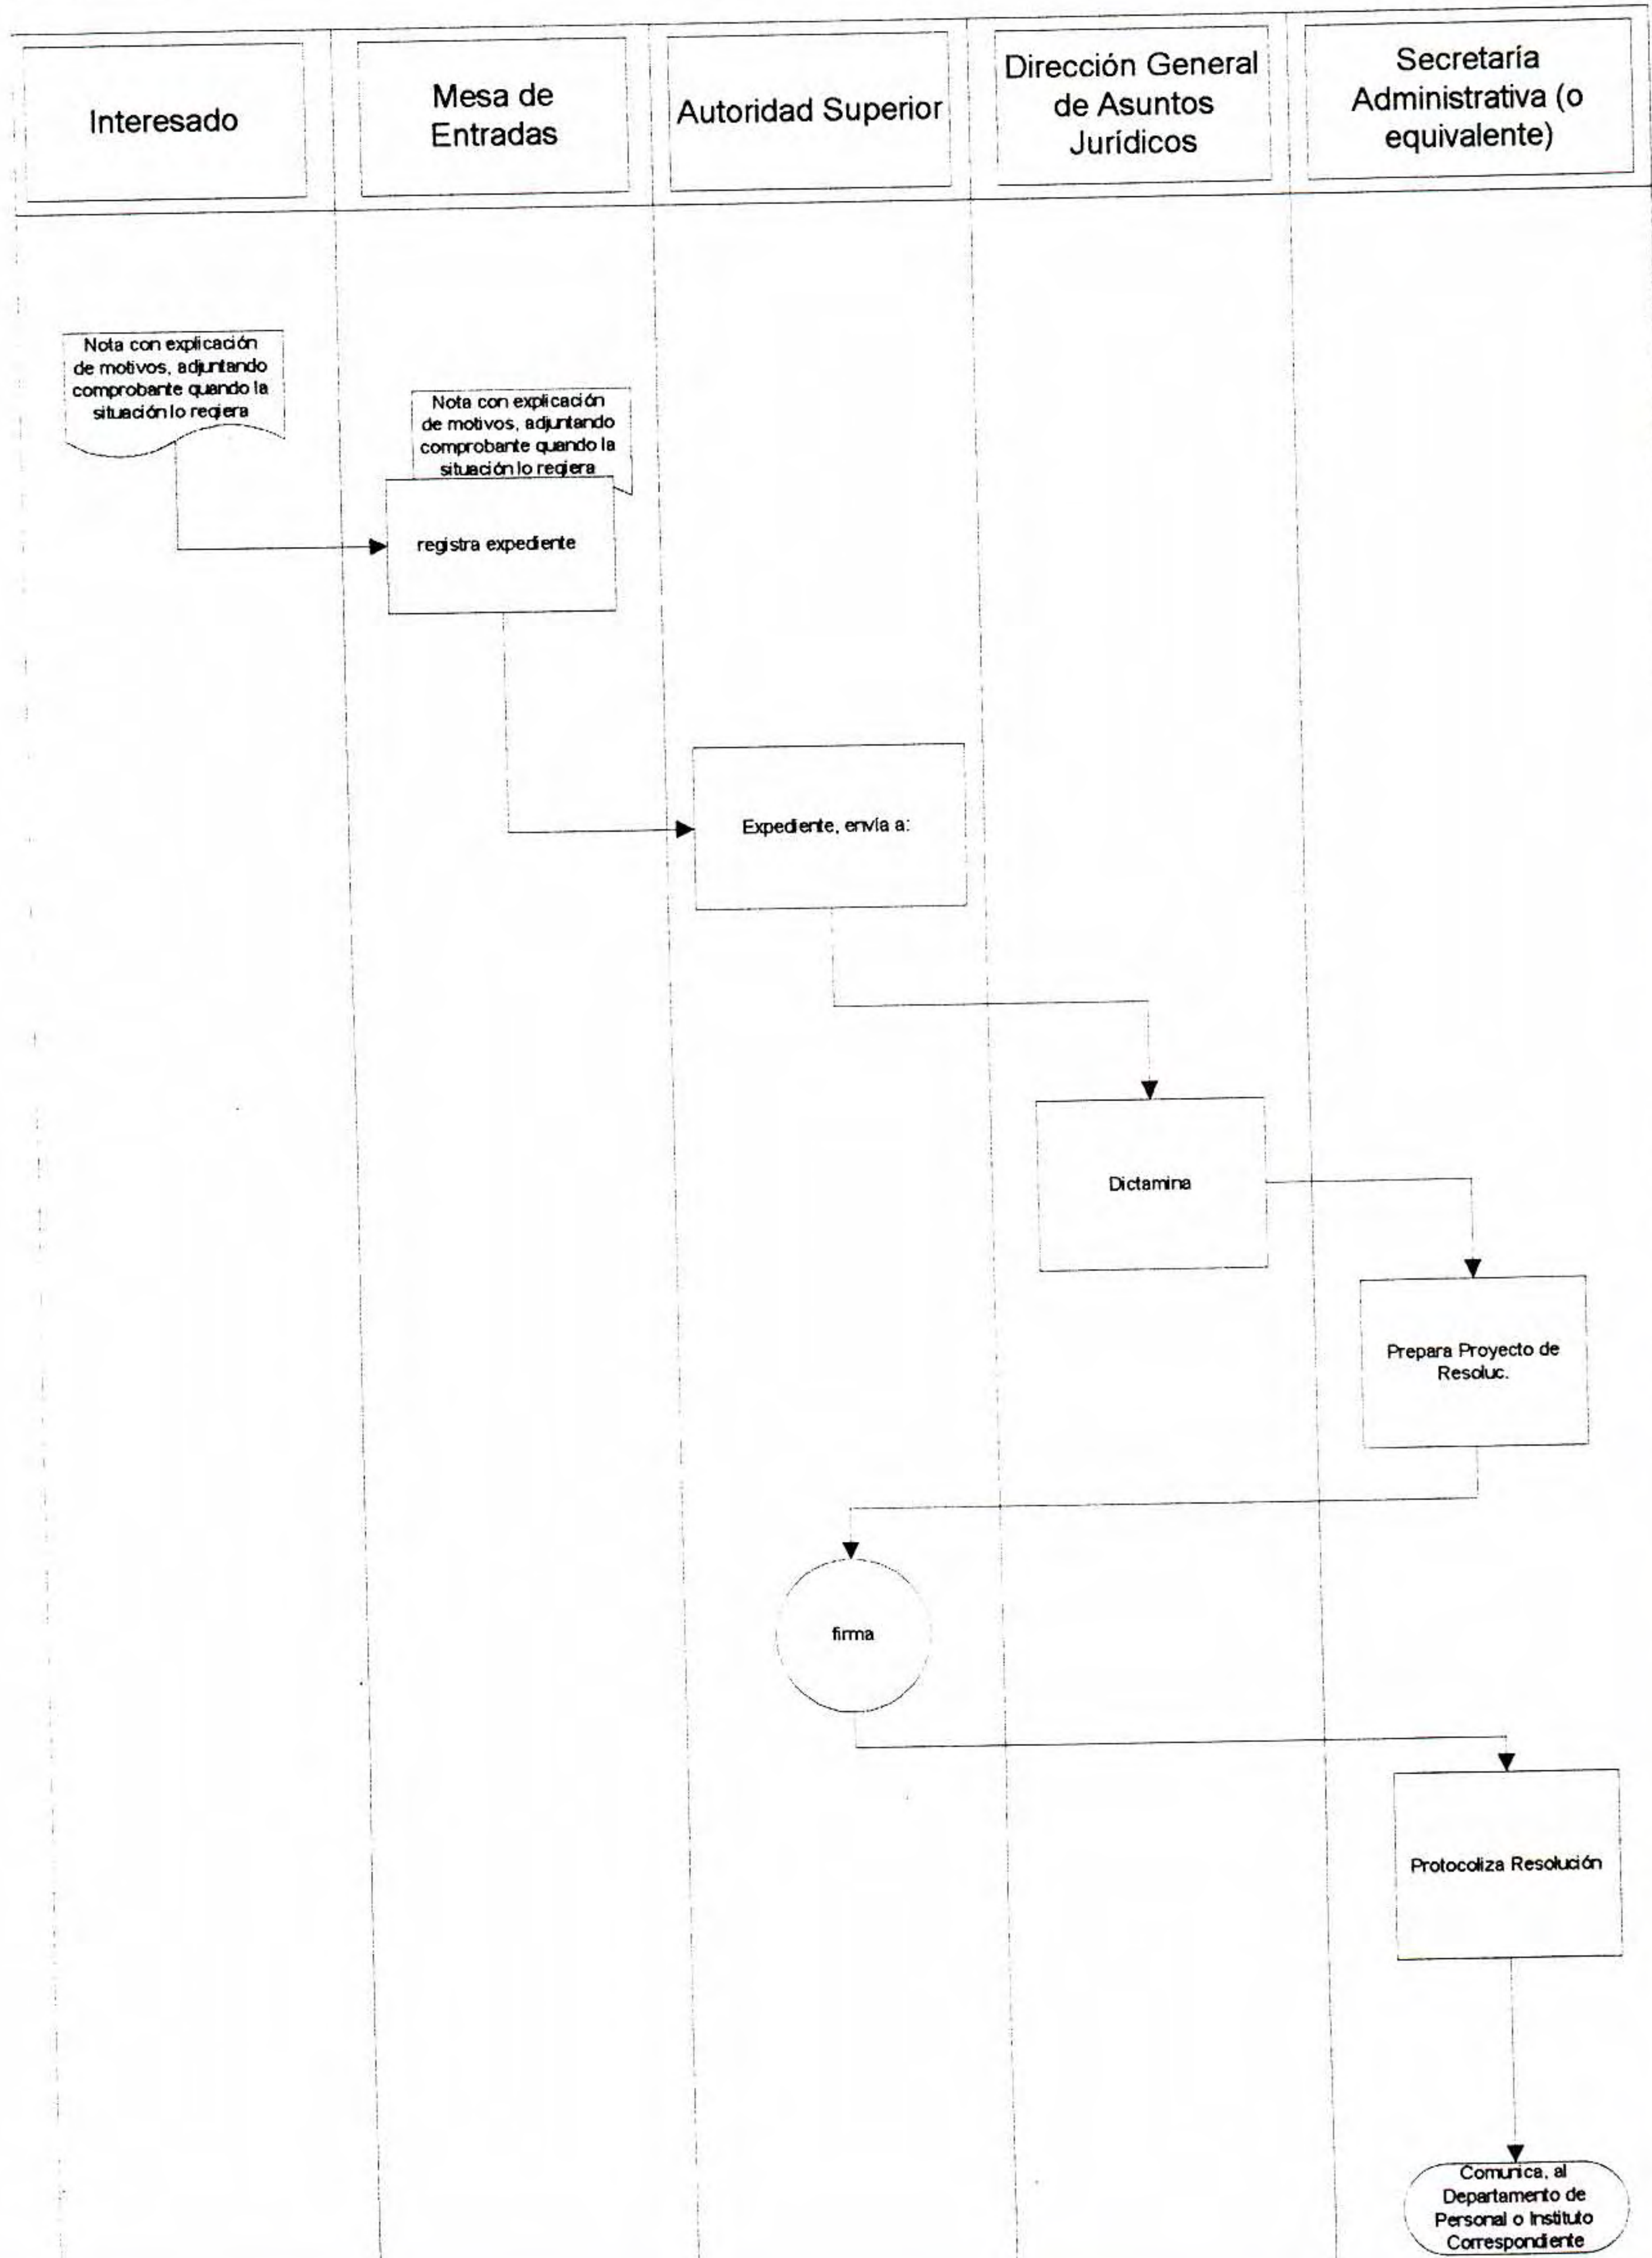 Interesado
Mesa de
Entradas
Autoridad Superior
Dirección General
de Asuntos
Jurídicos
Secretaría
Administrativa (o
equivalente)
Nota con explicación
de motivos, adjuntando
comprobante quando la
situación lo reqiera
Nota con explicación
de motivos, adjuntando
comprobante quando la
situación lo reqiera
registra expediente
Expediente, envía a:
Dictamina
Prepara Proyecto de
Resoluc.
firma
Protocoliza Resolución
Comunica, al
Departamento de
Personal o Instituto
Correspondiente